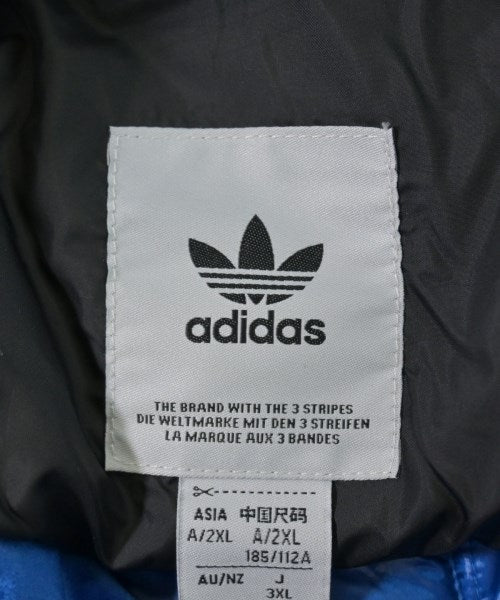 adidas
THE BRAND WITH THE 3 STRIPES
DIE WELTMARKE MIT DEN 3 STREIFEN
LA MARQUE AUX 3 BANDES
ASIA 中国尺码
A/2XL A/2XL
185/112A
AU/NZ J
3XL